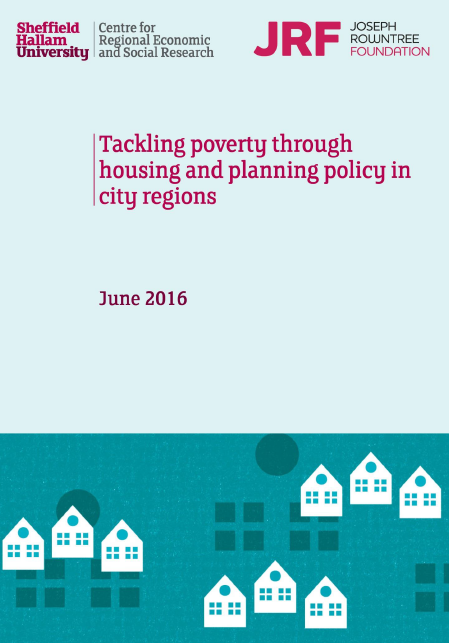 Sheffield
Hallam
University
Centre for
Regional Economic
and Social Research
JRF
JOSEPH
ROWNTREE
FOUNDATION
Tackling poverty through
housing and planning policy in
city regions
June 2016